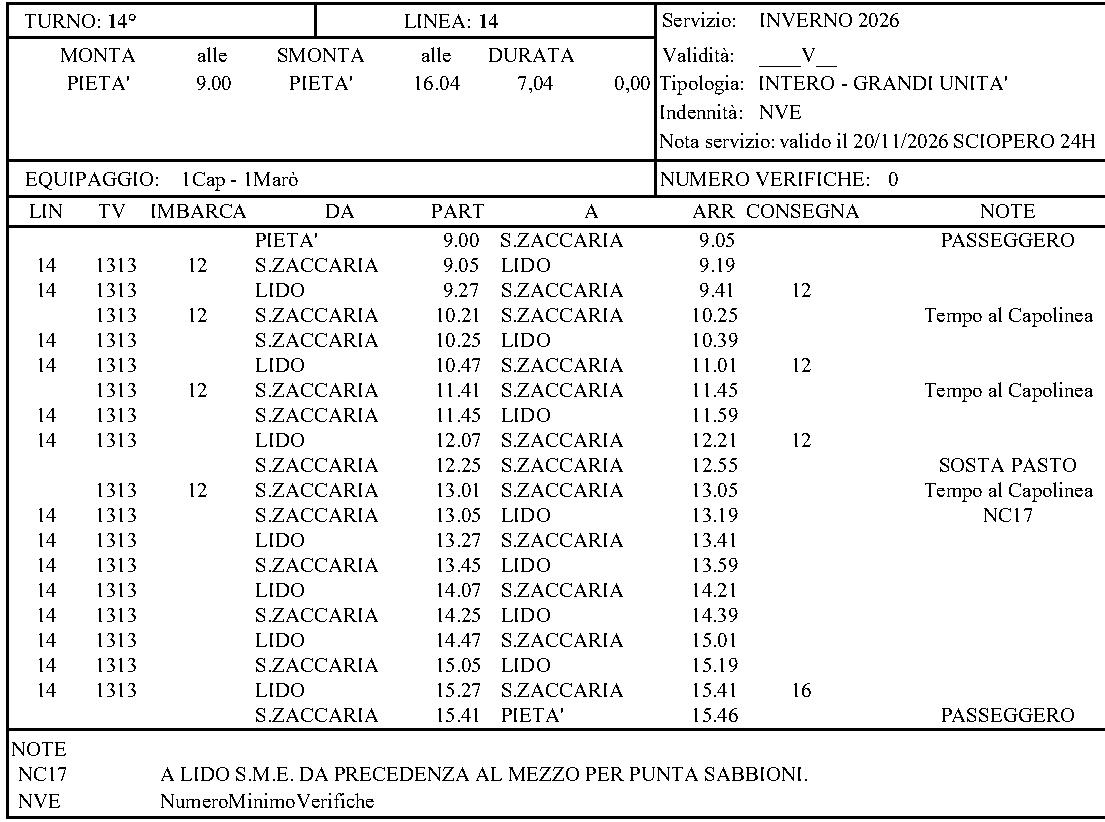 TURNO: 14° LINEA: 14 Servizio: INVERNO 2026
MONTA alle SMONTA alle DURATA Validità: ____V__
PIETA' 9.00 PIETA' 16.04 7,04 0,00 Tipologia: INTERO - GRANDI UNITA'
Indennità: NVE
Nota servizio: valido il 20/11/2026 SCIOPERO 24H
EQUIPAGGIO: 1Cap - 1Marò NUMERO VERIFICHE: 0
LIN TV IMBARCA DA PART A ARR CONSEGNA NOTE
PIETA' 9.00 S.ZACCARIA 9.05 PASSEGGERO
14 1313 12 S.ZACCARIA 9.05 LIDO 9.19
14 1313 LIDO 9.27 S.ZACCARIA 9.41 12
1313 12 S.ZACCARIA 10.21 S.ZACCARIA 10.25 Tempo al Capolinea
14 1313 S.ZACCARIA 10.25 LIDO 10.39
14 1313 LIDO 10.47 S.ZACCARIA 11.01 12
1313 12 S.ZACCARIA 11.41 S.ZACCARIA 11.45 Tempo al Capolinea
14 1313 S.ZACCARIA 11.45 LIDO 11.59
14 1313 LIDO 12.07 S.ZACCARIA 12.21 12
S.ZACCARIA 12.25 S.ZACCARIA 12.55 SOSTA PASTO
1313 12 S.ZACCARIA 13.01 S.ZACCARIA 13.05 Tempo al Capolinea
14 1313 S.ZACCARIA 13.05 LIDO 13.19 NC17
14 1313 LIDO 13.27 S.ZACCARIA 13.41
14 1313 S.ZACCARIA 13.45 LIDO 13.59
14 1313 LIDO 14.07 S.ZACCARIA 14.21
14 1313 S.ZACCARIA 14.25 LIDO 14.39
14 1313 LIDO 14.47 S.ZACCARIA 15.01
14 1313 S.ZACCARIA 15.05 LIDO 15.19
14 1313 LIDO 15.27 S.ZACCARIA 15.41 16
S.ZACCARIA 15.41 PIETA' 15.46 PASSEGGERO
NOTE
NC17 A LIDO S.M.E. DA PRECEDENZA AL MEZZO PER PUNTA SABBIONI.
NVE NumeroMinimoVerifiche